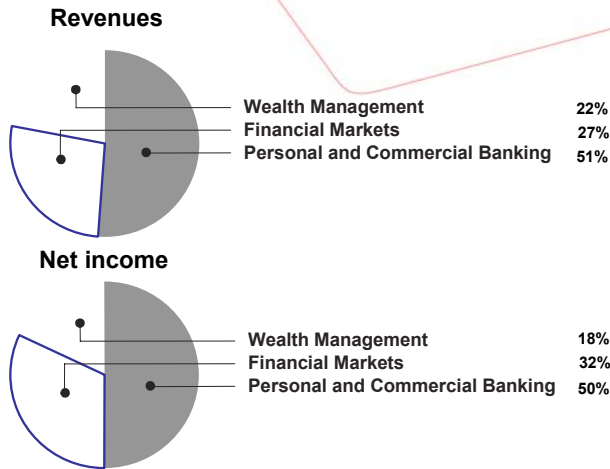 Revenues
Wealth Management 22%
Financial Markets 27%
Personal and Commercial Banking 51%
Net income
Wealth Management 18%
Financial Markets 32%
Personal and Commercial Banking 50%